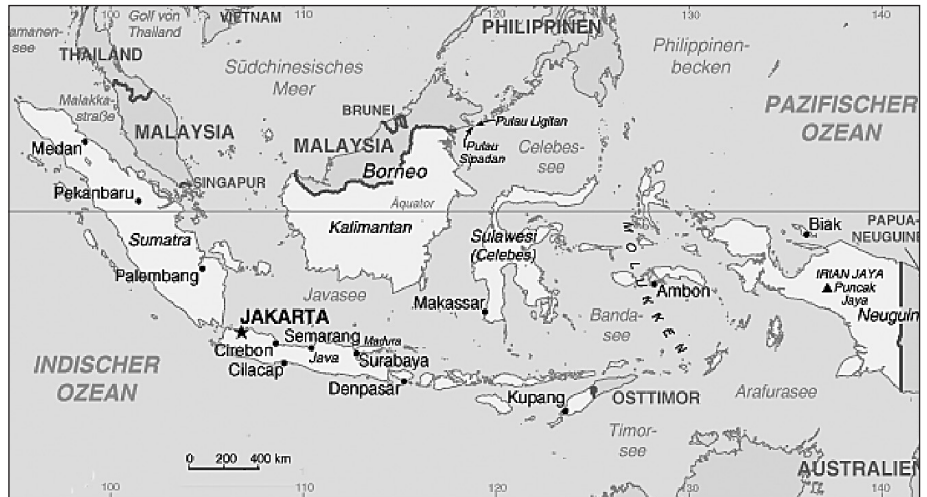 100
110
120
130
140
amanen-
see
Golf von
Thailand
VIETNAM
THAILAND
PHILIPPINEN
Philippinen-
becken
Südchinesisches
Meer
Malakka-
straße
PAZIFISCHER
OZEAN
BRUNEI
MALAYSIA
MALAYSIA
Pulau Ligitan
Pulau
Sipadan
Celebes-
see
Medan
Borneo
SINGAPUR
Pekanbaru
Äquator
Kalimantan
Sumatra
Sulawesi
(Celebes)
MOLUKKEN
Biak
PAPUA-
NEUGUINE
Palembang
IRIAN JAYA
Puncak
Jaya
Neuguin
Javasee
Makassar
Ambon
Banda-
see
JAKARTA
Semarang
Madura
Cirebon
Java
Surabaya
Cilacap
Denpasar
INDISCHER
OZEAN
Kupang
OSTTIMOR
Arafurasee
Timor-
see
0 200 400 km
AUSTRALIEN
100
110
120
130
140